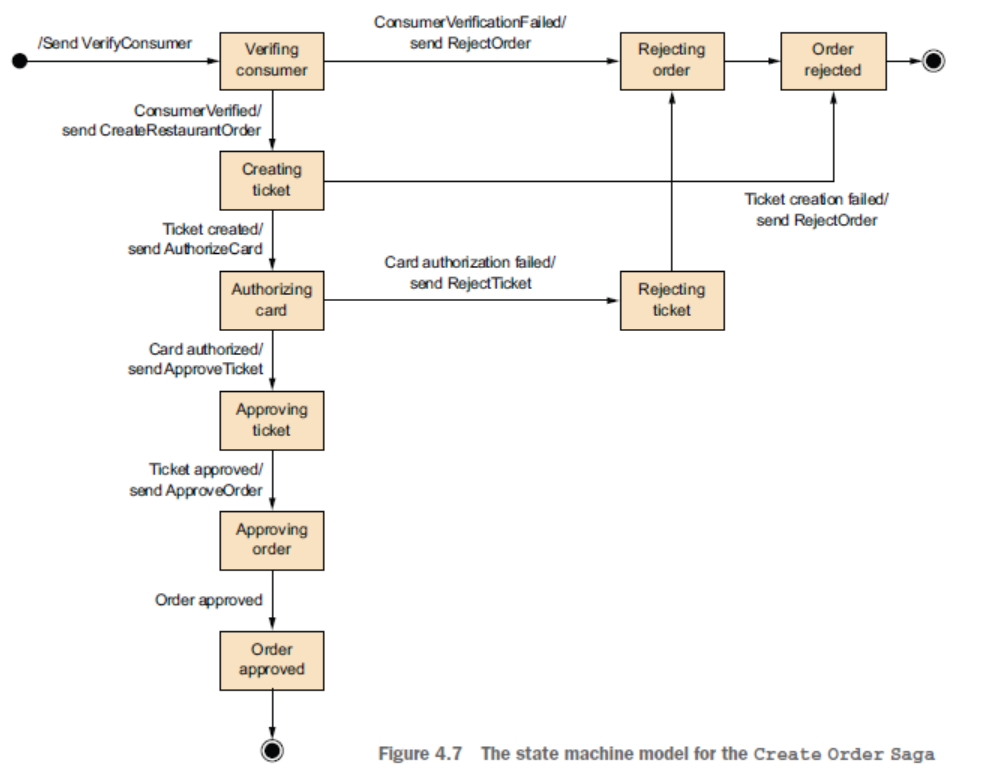 ConsumerVerificationFailed/
send RejectOrder
/Send VerifyConsumer
Verifing
consumer
Rejecting
order
Order
rejected
ConsumerVerified/
send CreateRestaurantOrder
Creating
ticket
Ticket creation failed/
send RejectOrder
Ticket created/
send AuthorizeCard
Card authorization failed/
send RejectTicket
Authorizing
card
Rejecting
ticket
Card authorized/
send ApproveTicket
Approving
ticket
Ticket approved/
send ApproveOrder
Approving
order
Order approved
Order
approved
Figure 4.7 The state machine model for the Create Order Saga